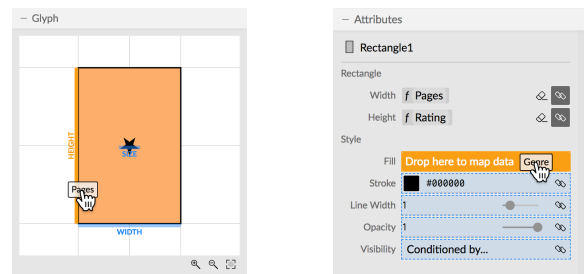 Glyph
HEIGHT
SIZE
Pages
WIDTH
Attributes
Rectangle1
Rectangle
Width f Pages
Height f Rating
Style
Fill Drop here to map data Genre
Stroke #000000
Line Width 1
Opacity 1
Visibility Conditioned by...